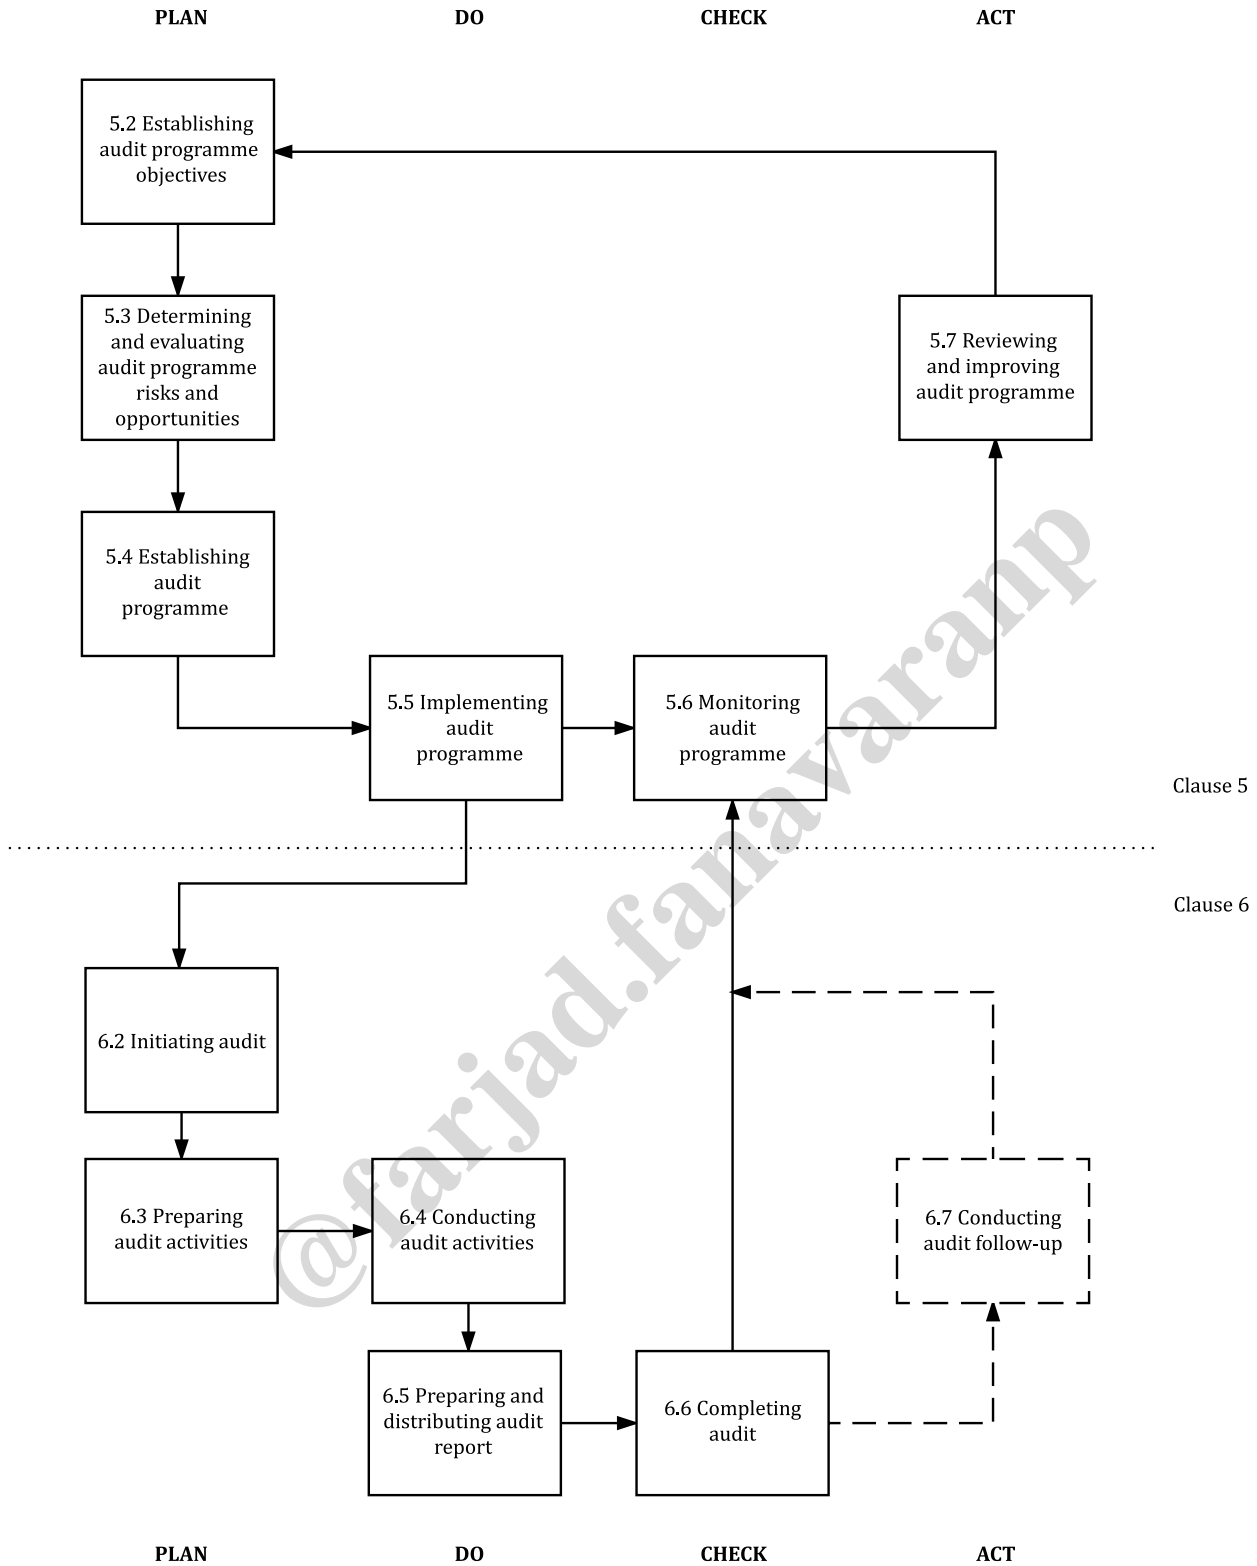 PLAN DO CHECK ACT
5.2 Establishing
audit programme
objectives
5.3 Determining
and evaluating
audit programme
risks and
opportunities
5.7 Reviewing
and improving
audit programme
5.4 Establishing
audit
programme
5.5 Implementing
audit
programme
5.6 Monitoring
audit
programme
Clause 5
Clause 6
6.2 Initiating audit
6.3 Preparing
audit activities
6.4 Conducting
audit activities
6.7 Conducting
audit follow-up
6.5 Preparing and
distributing audit
report
6.6 Completing
audit
PLAN DO CHECK ACT
@farjad.fanavaranp